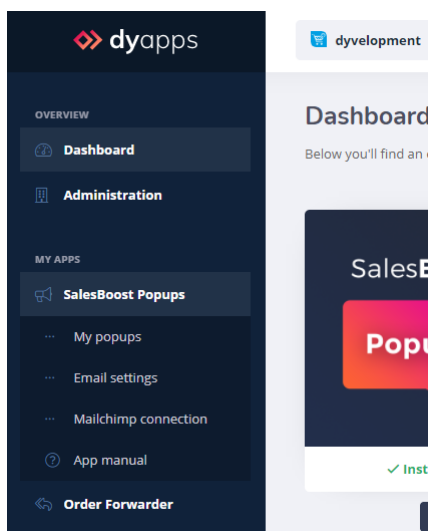 dyapps
dyvelopment
OVERVIEW
Dashboard
Administration
MY APPS
SalesBoost Popups
My popups
Email settings
Mailchimp connection
App manual
Order Forwarder
Dashboard
Below you'll find an
Sales
Popu
Inst